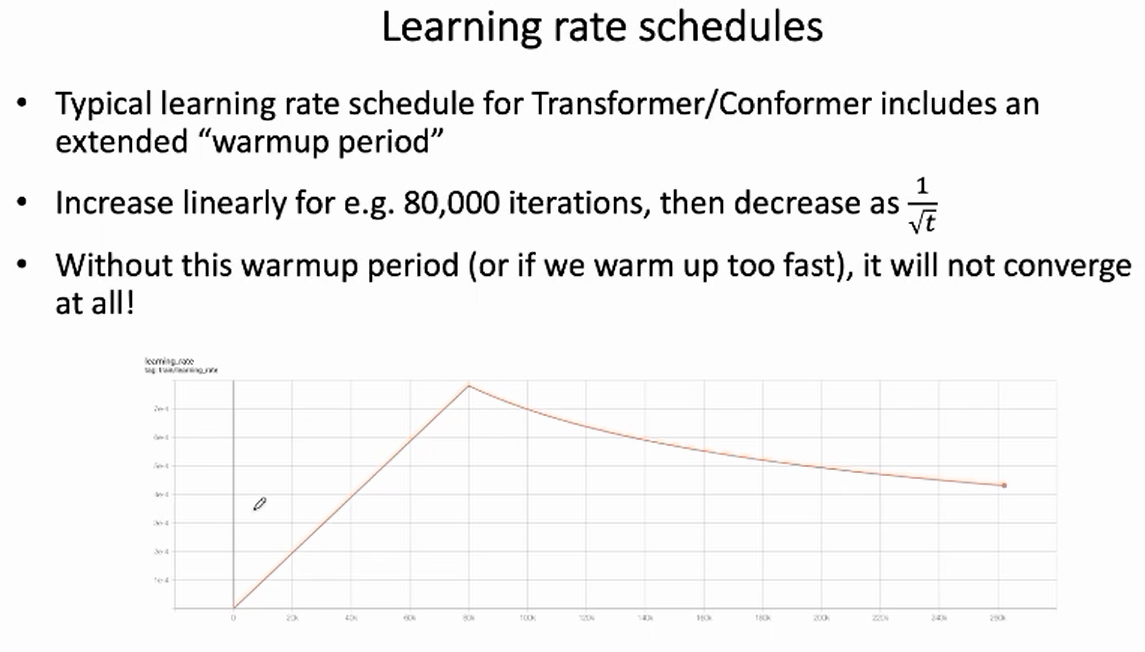 Learning rate schedules
• Typical learning rate schedule for Transformer/Conformer includes an
extended “warmup period”
• Increase linearly for e.g. 80,000 iterations, then decrease as 1/√t
• Without this warmup period (or if we warm up too fast), it will not converge
at all!
learning_rate
tag: train/learning_rate
7e-4
6e-4
5e-4
4e-4
3e-4
2e-4
1e-4
0 20k 40k 60k 80k 100k 120k 140k 160k 180k 200k 220k 240k 260k